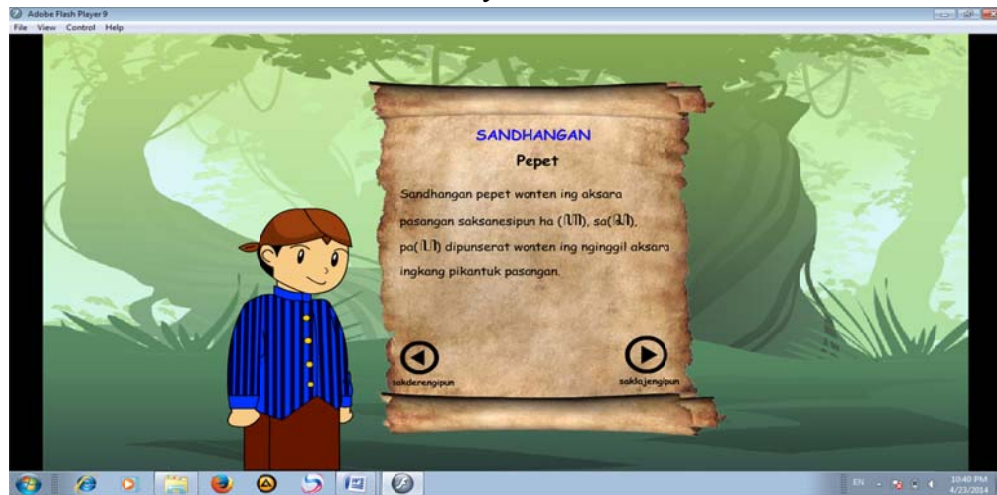 Adobe Flash Player 9
File View Control Help
SANDHANGAN
Pepet
Sandhangan pepet wonten ing aksara
pasangan saksanesipun ha (ꦲ), sa(ꦱ),
pa(ꦥ) dipunserat wonten ing nginggil aksara
ingkang pikantuk pasangan.
sakderengipun
saklajengipun
EN
10:40 PM
4/23/2014